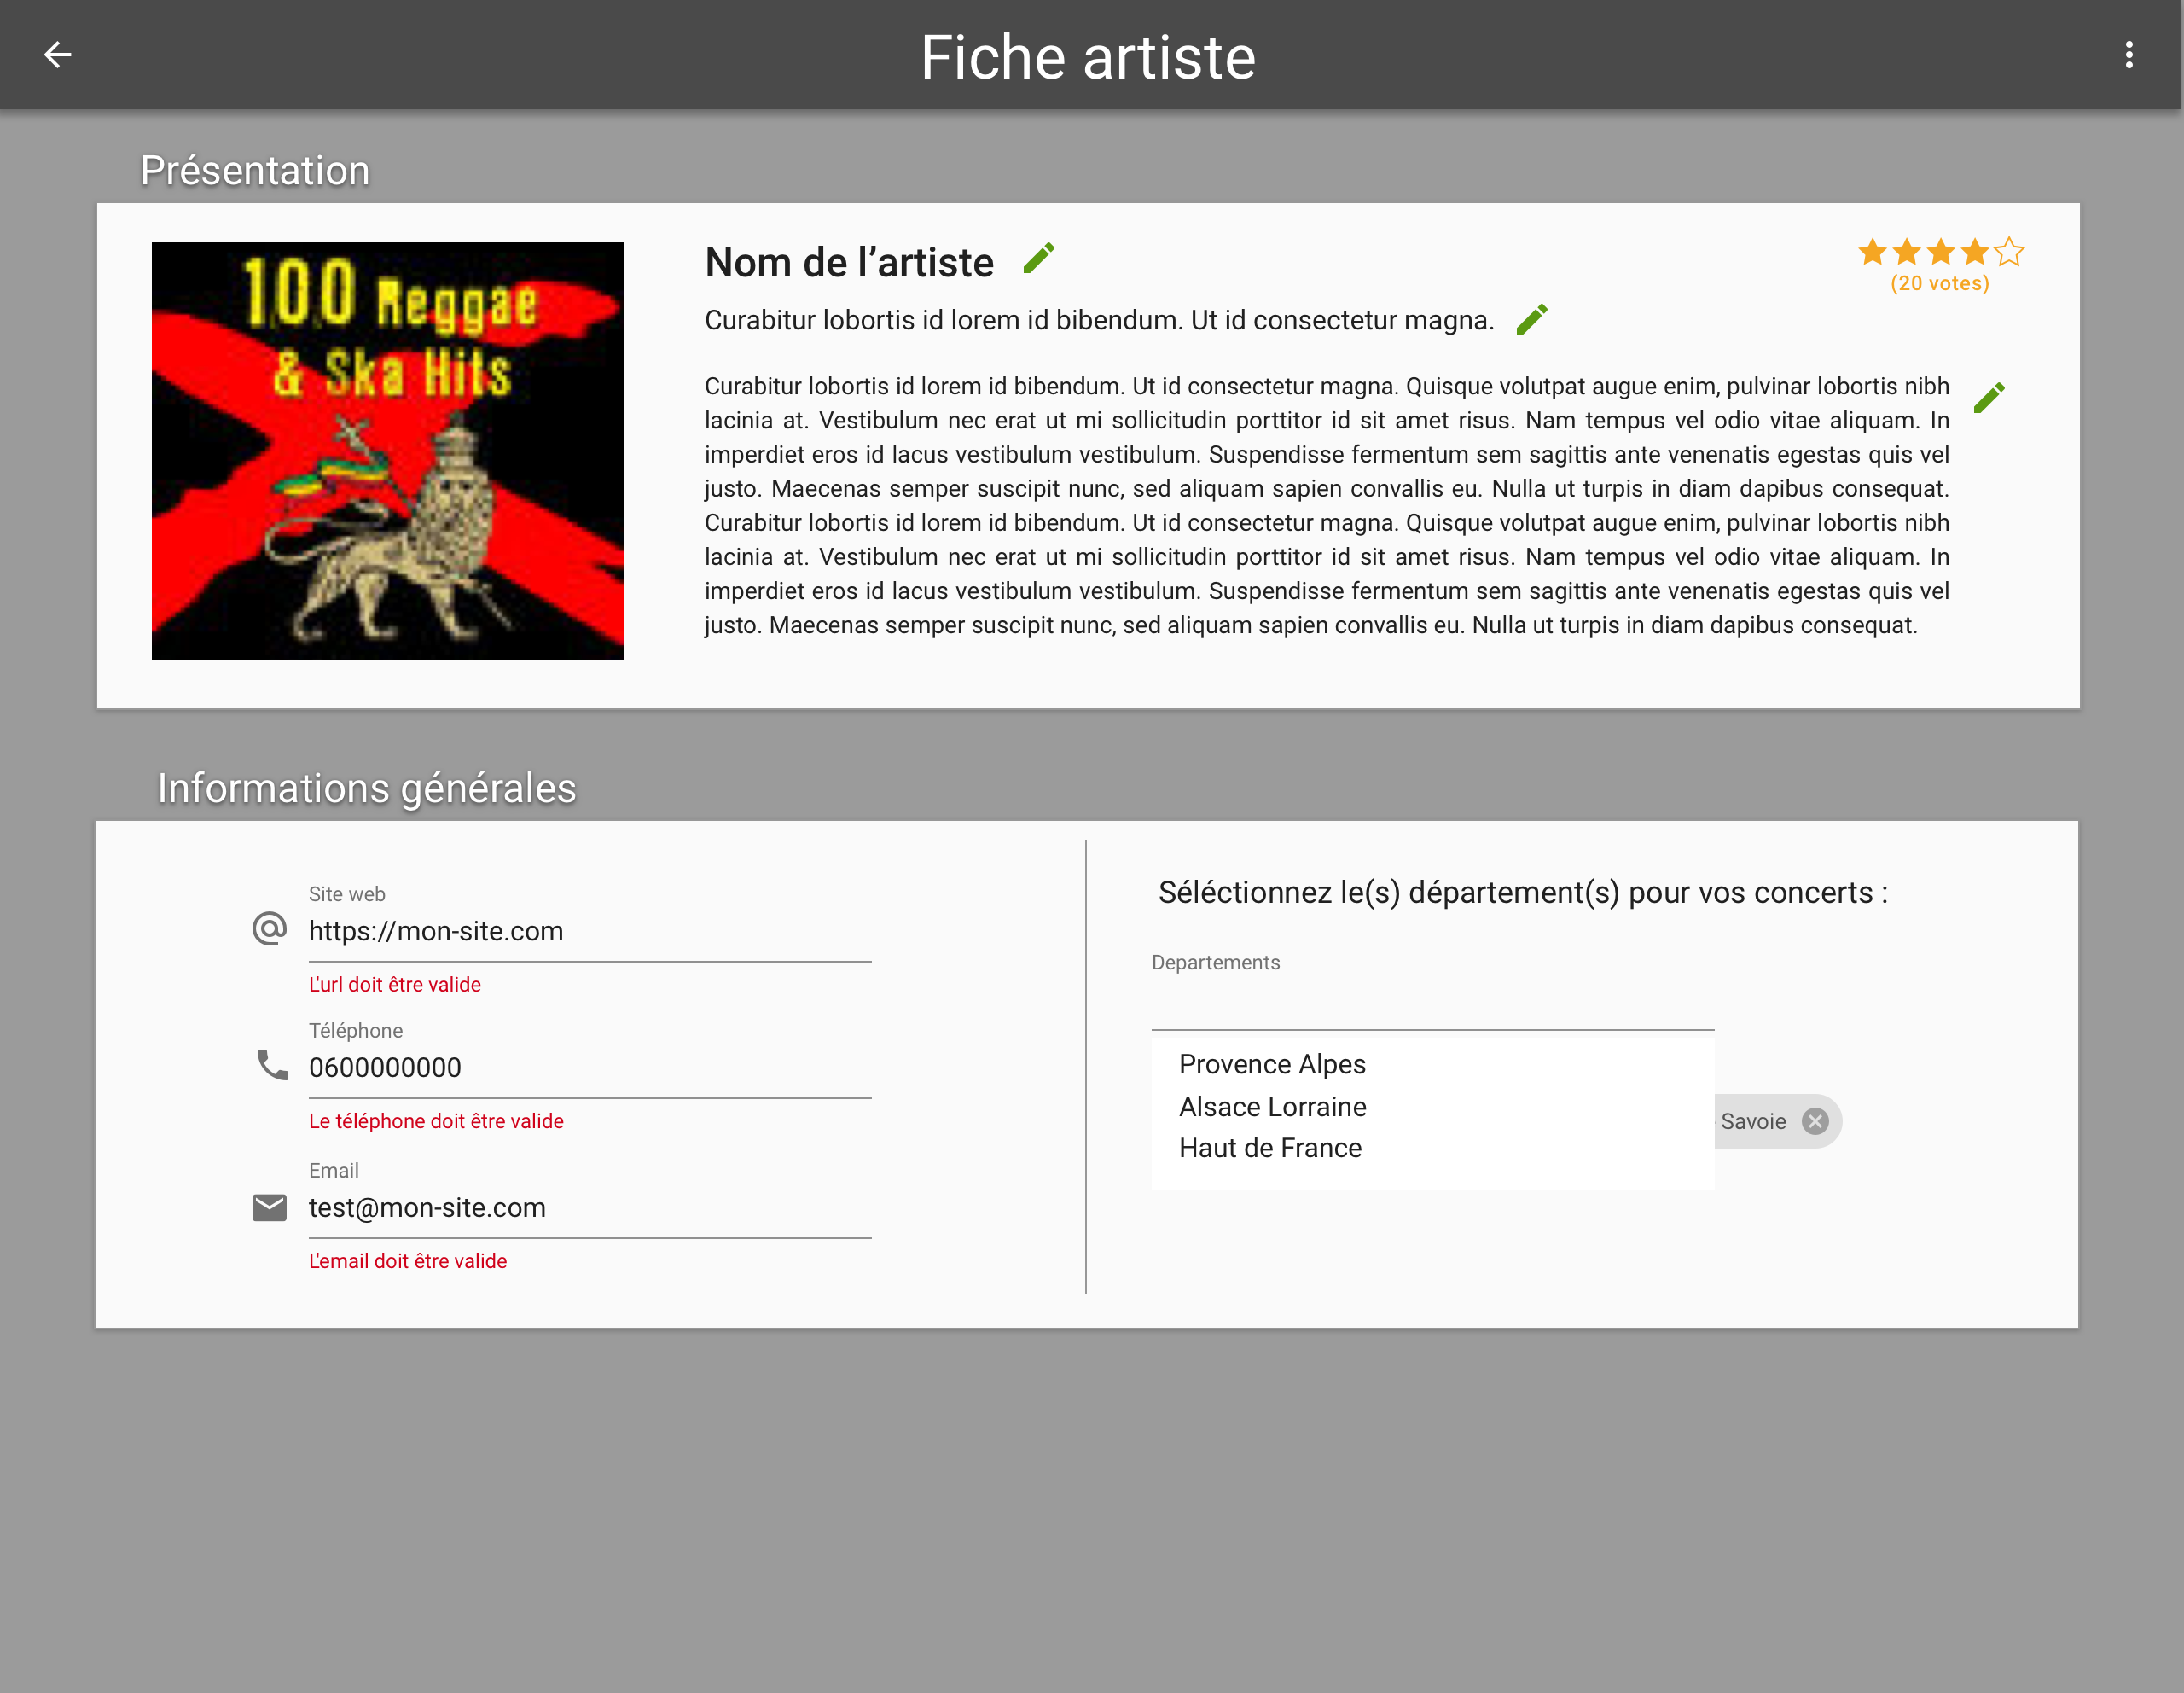 Fiche artiste
Présentation
100 Reggae
& Ska Hits
Nom de l’artiste
(20 votes)
Curabitur lobortis id lorem id bibendum. Ut id consectetur magna.
Curabitur lobortis id lorem id bibendum. Ut id consectetur magna. Quisque volutpat augue enim, pulvinar lobortis nibh
lacinia at. Vestibulum nec erat ut mi sollicitudin porttitor id sit amet risus. Nam tempus vel odio vitae aliquam. In
imperdiet eros id lacus vestibulum vestibulum. Suspendisse fermentum sem sagittis ante venenatis egestas quis vel
justo. Maecenas semper suscipit nunc, sed aliquam sapien convallis eu. Nulla ut turpis in diam dapibus consequat.
Curabitur lobortis id lorem id bibendum. Ut id consectetur magna. Quisque volutpat augue enim, pulvinar lobortis nibh
lacinia at. Vestibulum nec erat ut mi sollicitudin porttitor id sit amet risus. Nam tempus vel odio vitae aliquam. In
imperdiet eros id lacus vestibulum vestibulum. Suspendisse fermentum sem sagittis ante venenatis egestas quis vel
justo. Maecenas semper suscipit nunc, sed aliquam sapien convallis eu. Nulla ut turpis in diam dapibus consequat.
Informations générales
Site web
https://mon-site.com
L'url doit être valide
Téléphone
0600000000
Le téléphone doit être valide
Email
test@mon-site.com
L'email doit être valide
Séléctionnez le(s) département(s) pour vos concerts :
Departements
Provence Alpes
Alsace Lorraine
Haut de France
Savoie